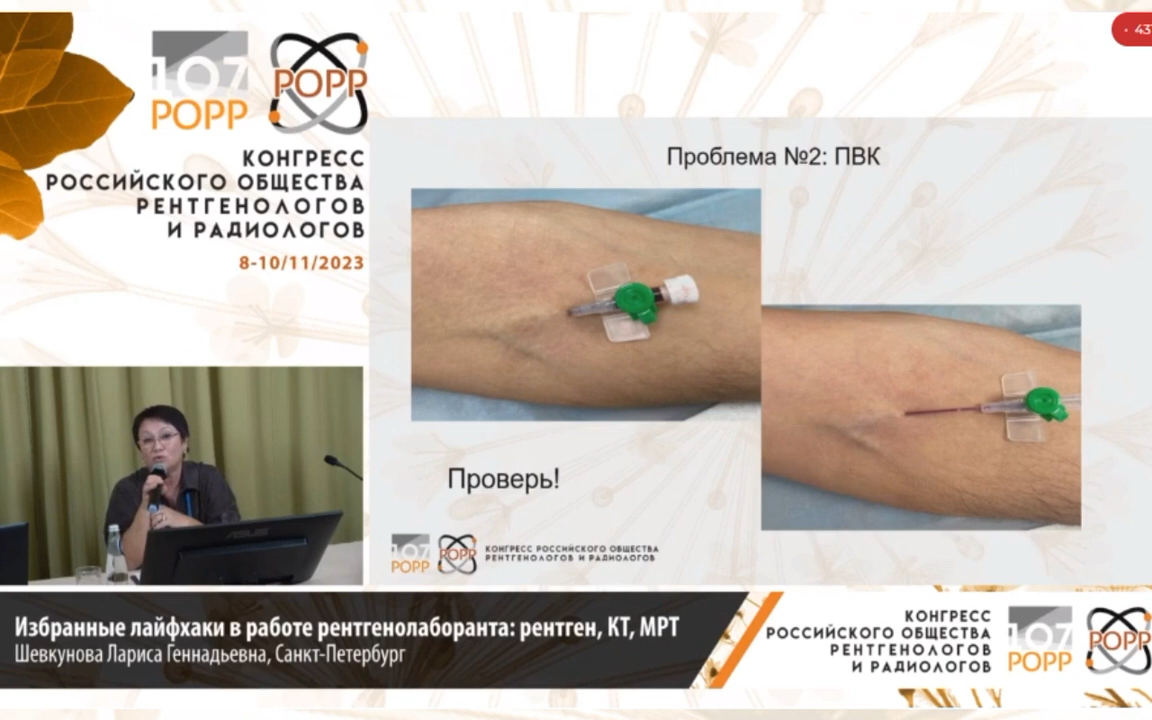 107
РОРР
РОРР
КОНГРЕСС
РОССИЙСКОГО ОБЩЕСТВА
РЕНТГЕНОЛОГОВ
И РАДИОЛОГОВ
8-10/11/2023
Проблема №2: ПВК
Проверь!
107
РОРР
РОРР
КОНГРЕСС РОССИЙСКОГО ОБЩЕСТВА
РЕНТГЕНОЛОГОВ И РАДИОЛОГОВ
ASUS
Избранные лайфхаки в работе рентгенолаборанта: рентген, КТ, МРТ
Шевкунова Лариса Геннадьевна, Санкт-Петербург
КОНГРЕСС
РОССИЙСКОГО ОБЩЕСТВА
РЕНТГЕНОЛОГОВ
И РАДИОЛОГОВ
107
РОРР
РОРР